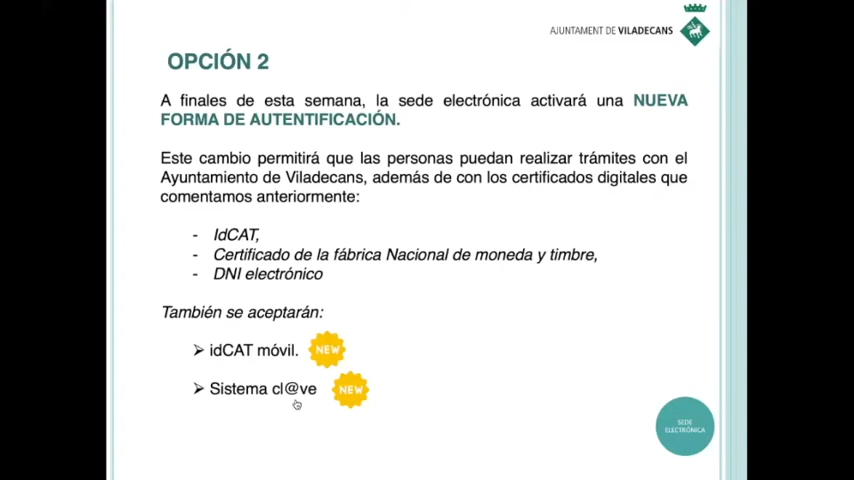 AJUNTAMENT DE VILADECANS
OPCIÓN 2
A finales de esta semana, la sede electrónica activará una NUEVA
FORMA DE AUTENTIFICACIÓN.
Este cambio permitirá que las personas puedan realizar trámites con el
Ayuntamiento de Viladecans, además de con los certificados digitales que
comentamos anteriormente:
- IdCAT,
- Certificado de la fábrica Nacional de moneda y timbre,
- DNI electrónico
También se aceptarán:
➢ idCAT móvil. NEW
➢ Sistema cl@ve NEW
SEDE
ELECTRÒNICA